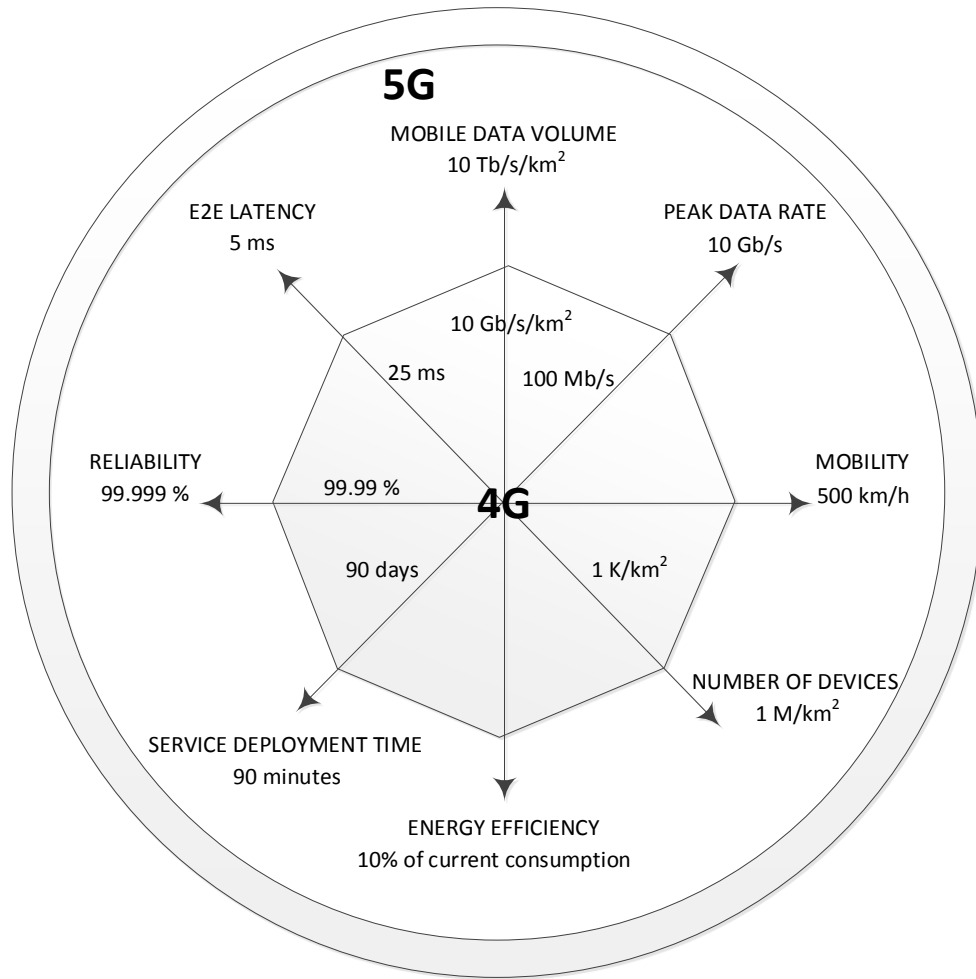 5G
MOBILE DATA VOLUME
10 Tb/s/km²
E2E LATENCY
5 ms
PEAK DATA RATE
10 Gb/s
10 Gb/s/km²
25 ms
100 Mb/s
RELIABILITY
99.999 %
99.99 %
4G
MOBILITY
500 km/h
90 days
1 K/km²
NUMBER OF DEVICES
1 M/km²
SERVICE DEPLOYMENT TIME
90 minutes
ENERGY EFFICIENCY
10% of current consumption